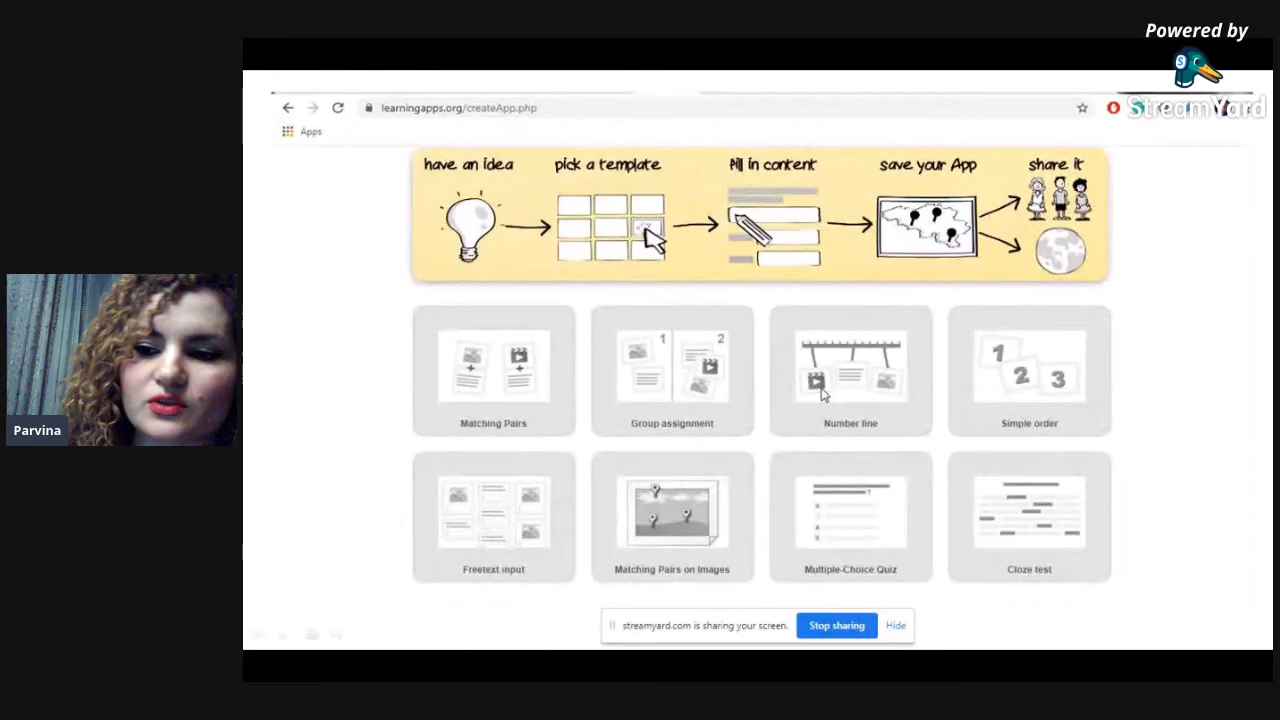 Powered by
StreamYard
learningapps.org/createApp.php
Apps
have an idea
pick a template
fill in content
save your App
share it
1
2
1
2
3
Matching Pairs
Group assignment
Number line
Simple order
Freetext input
Matching Pairs on Images
Multiple-Choice Quiz
Cloze test
Parvina
streamyard.com is sharing your screen.
Stop sharing
Hide